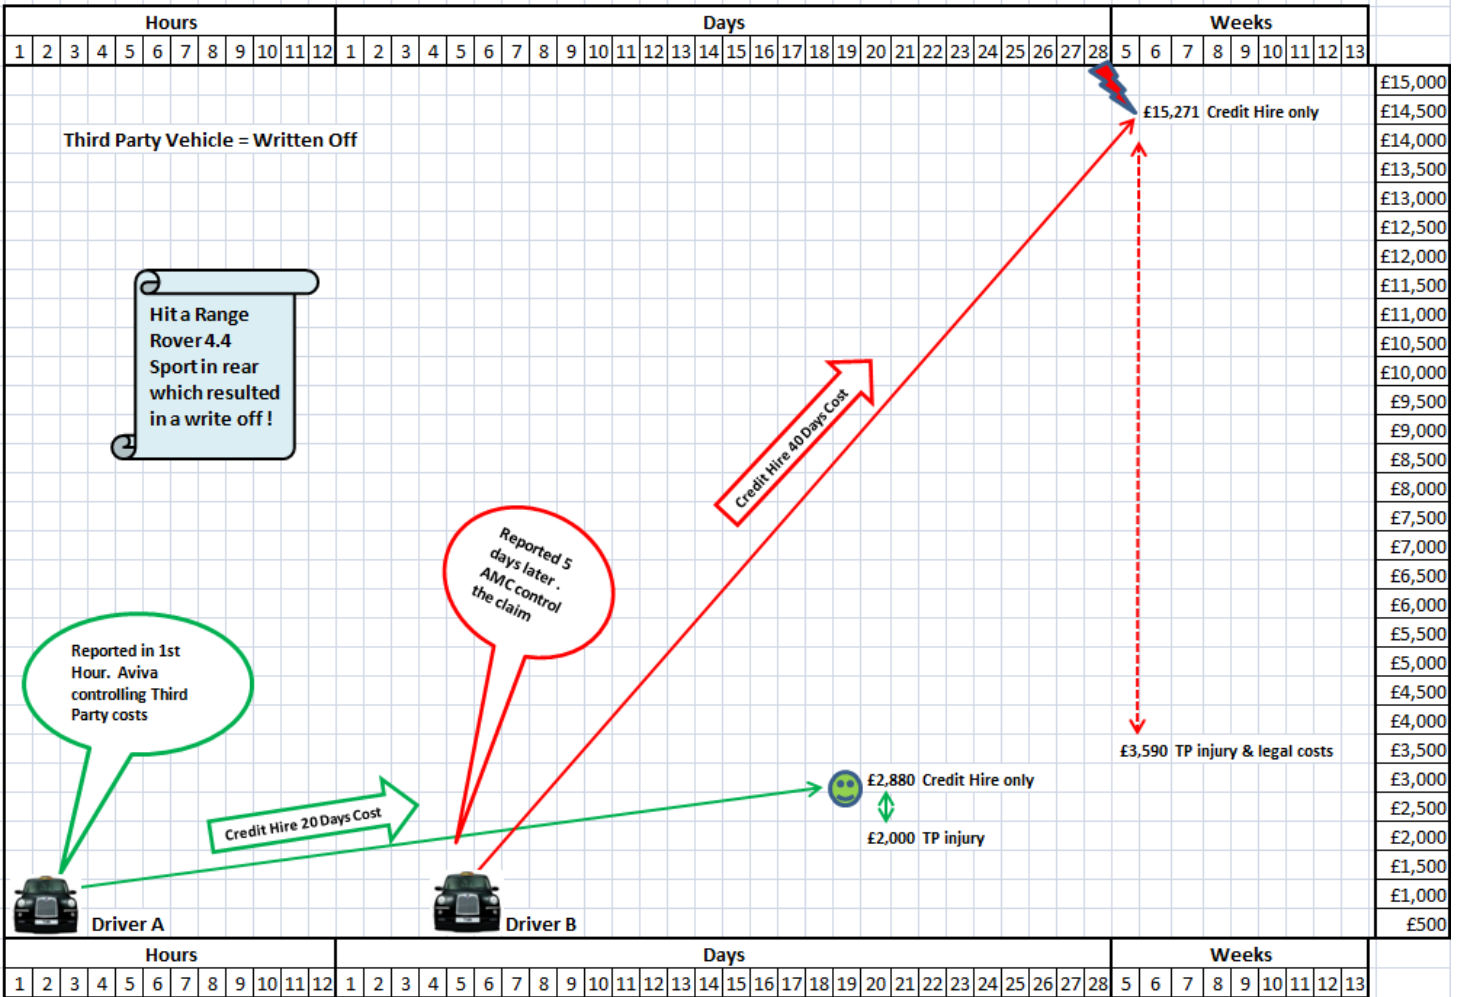 Hours Days Weeks
1 2 3 4 5 6 7 8 9 10 11 12 1 2 3 4 5 6 7 8 9 10 11 12 13 14 15 16 17 18 19 20 21 22 23 24 25 26 27 28 5 6 7 8 9 10 11 12 13
£15,000
£15,271 Credit Hire only
£14,500
Third Party Vehicle = Written Off
£14,000
£13,500
£13,000
£12,500
£12,000
£11,500
£11,000
£10,500
£10,000
£9,500
£9,000
£8,500
£8,000
£7,500
£7,000
£6,500
£6,000
£5,500
£5,000
£4,500
£4,000
£3,500
£3,000
£2,500
£2,000
£1,500
£1,000
£500
Hit a Range
Rover 4.4
Sport in rear
which resulted
in a write off !
Credit Hire 40 Days Cost
Reported 5
days later .
AMC control
the claim
Reported in 1st
Hour. Aviva
controlling Third
Party costs
£3,590 TP injury & legal costs
£2,880 Credit Hire only
£2,000 TP injury
Credit Hire 20 Days Cost
Driver A
Driver B
Hours Days Weeks
1 2 3 4 5 6 7 8 9 10 11 12 1 2 3 4 5 6 7 8 9 10 11 12 13 14 15 16 17 18 19 20 21 22 23 24 25 26 27 28 5 6 7 8 9 10 11 12 13